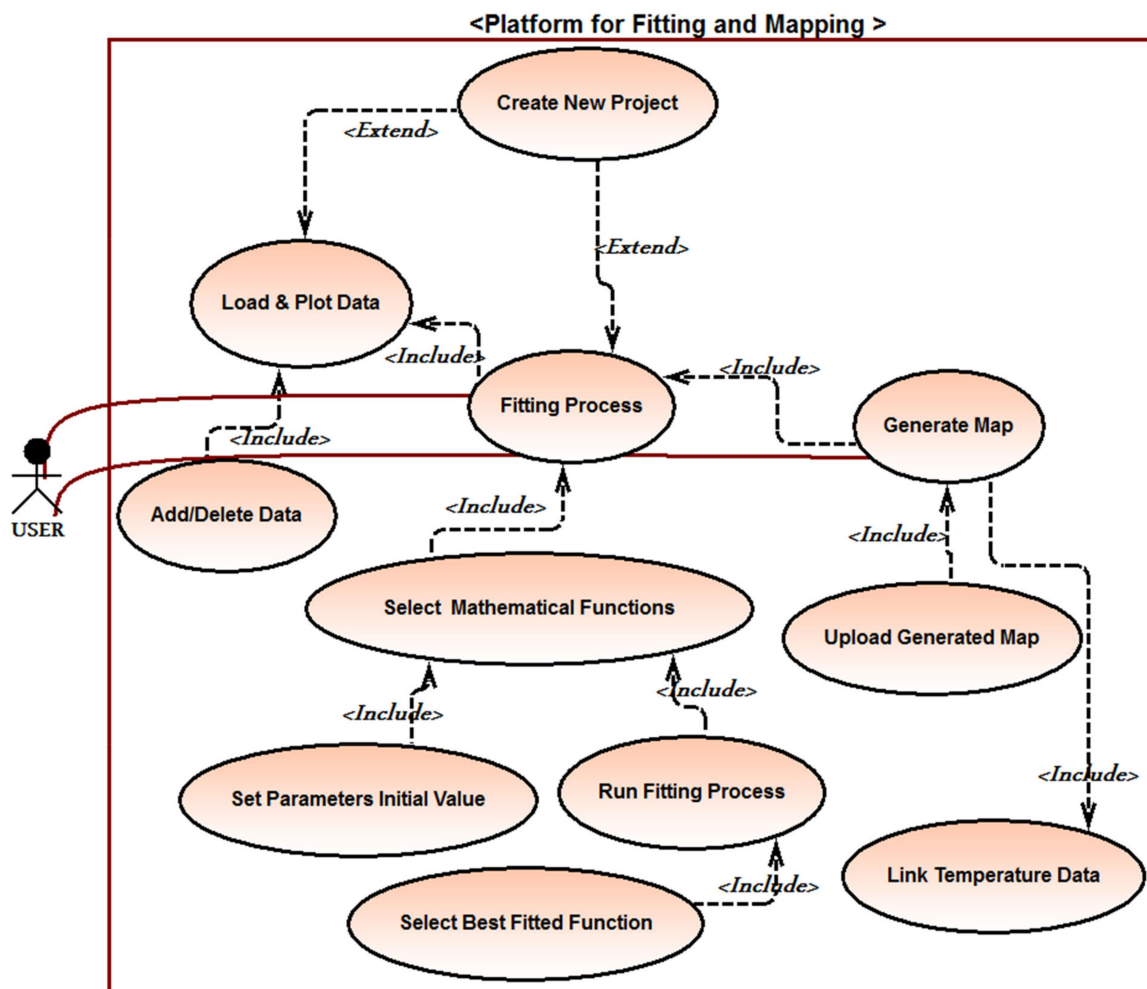 <Platform for Fitting and Mapping >
Create New Project
<Extend>
<Extend>
Load & Plot Data
<Include>
<Include>
Fitting Process
Generate Map
<Include>
USER
Add/Delete Data
<Include>
<Include>
Select  Mathematical Functions
Upload Generated Map
<Include>
<Include>
Set Parameters Initial Value
Run Fitting Process
<Include>
Link Temperature Data
<Include>
Select Best Fitted Function